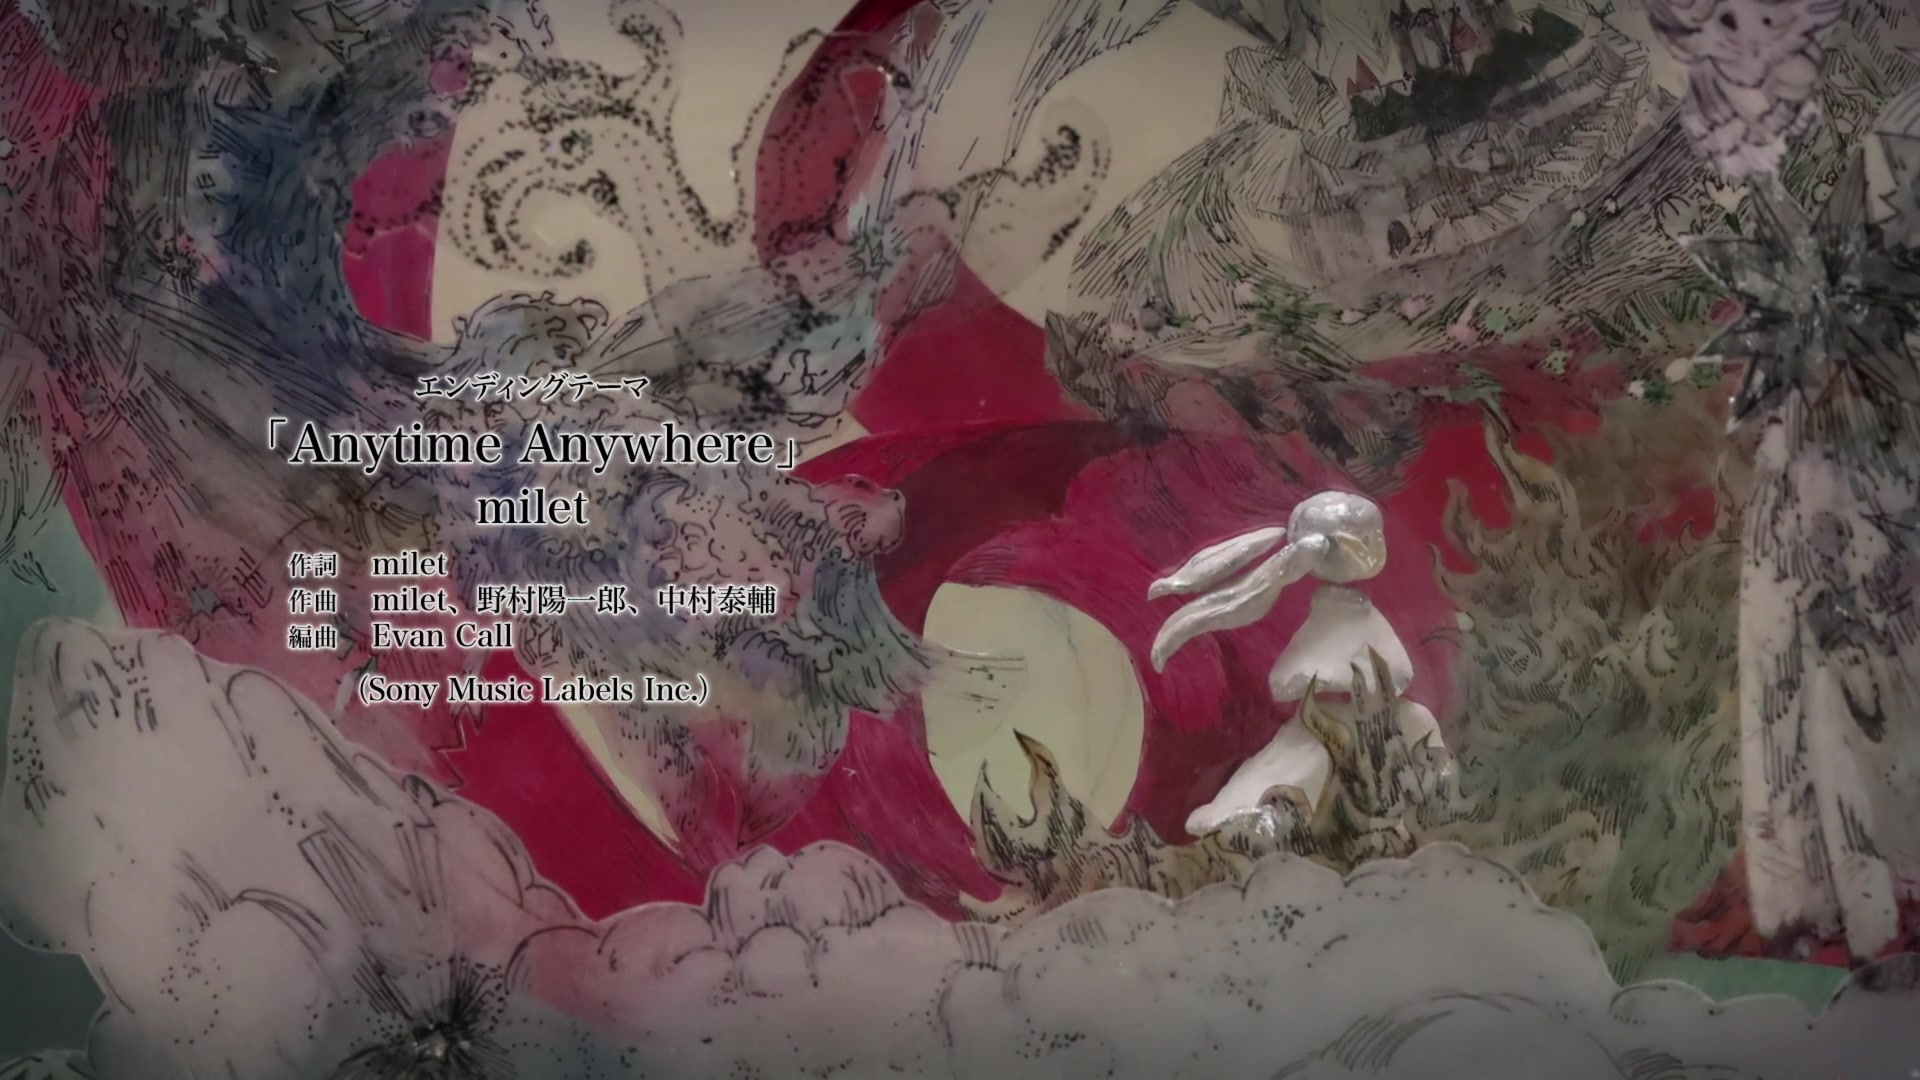 エンディングテーマ
「Anytime Anywhere」
milet
作詞 milet
作曲 milet、野村陽一郎、中村泰輔
編曲 Evan Call
(Sony Music Labels Inc.)